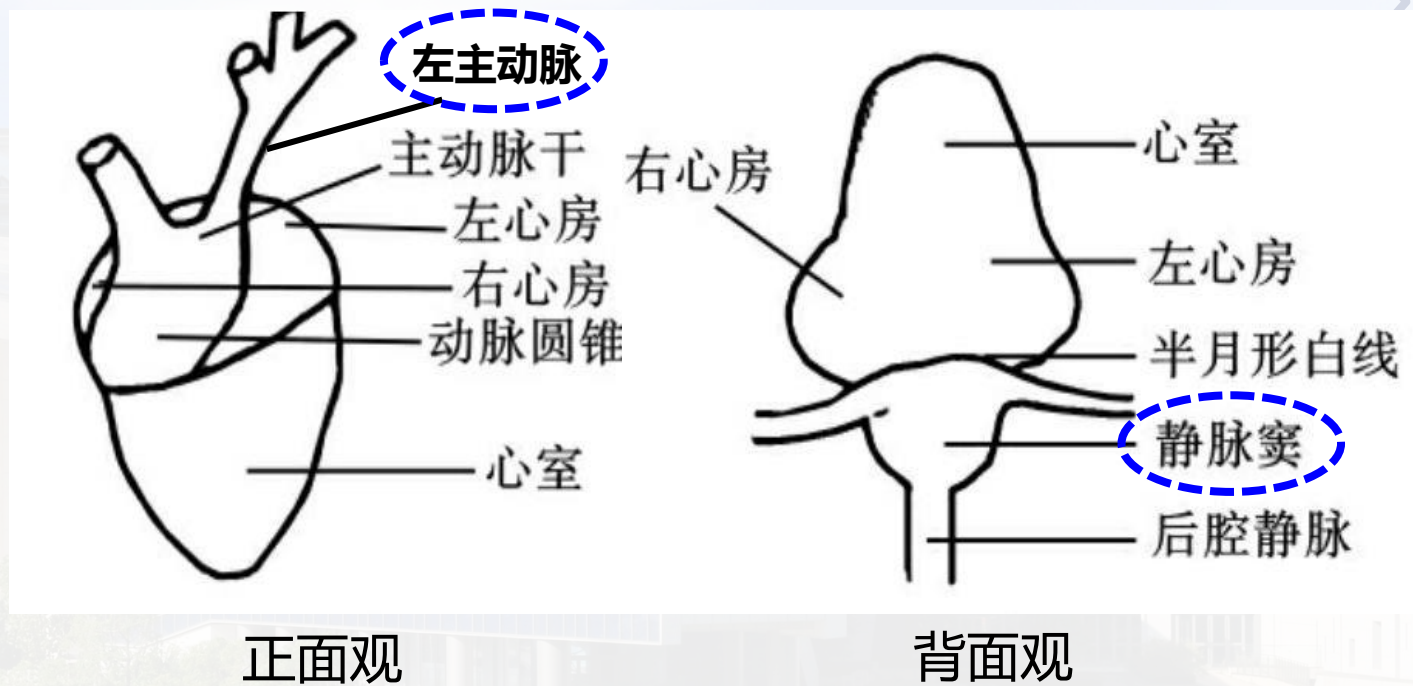 左主动脉
主动脉干
左心房
右心房
动脉圆锥
心室
正面观
心室
右心房
左心房
半月形白线
静脉窦
后腔静脉
背面观